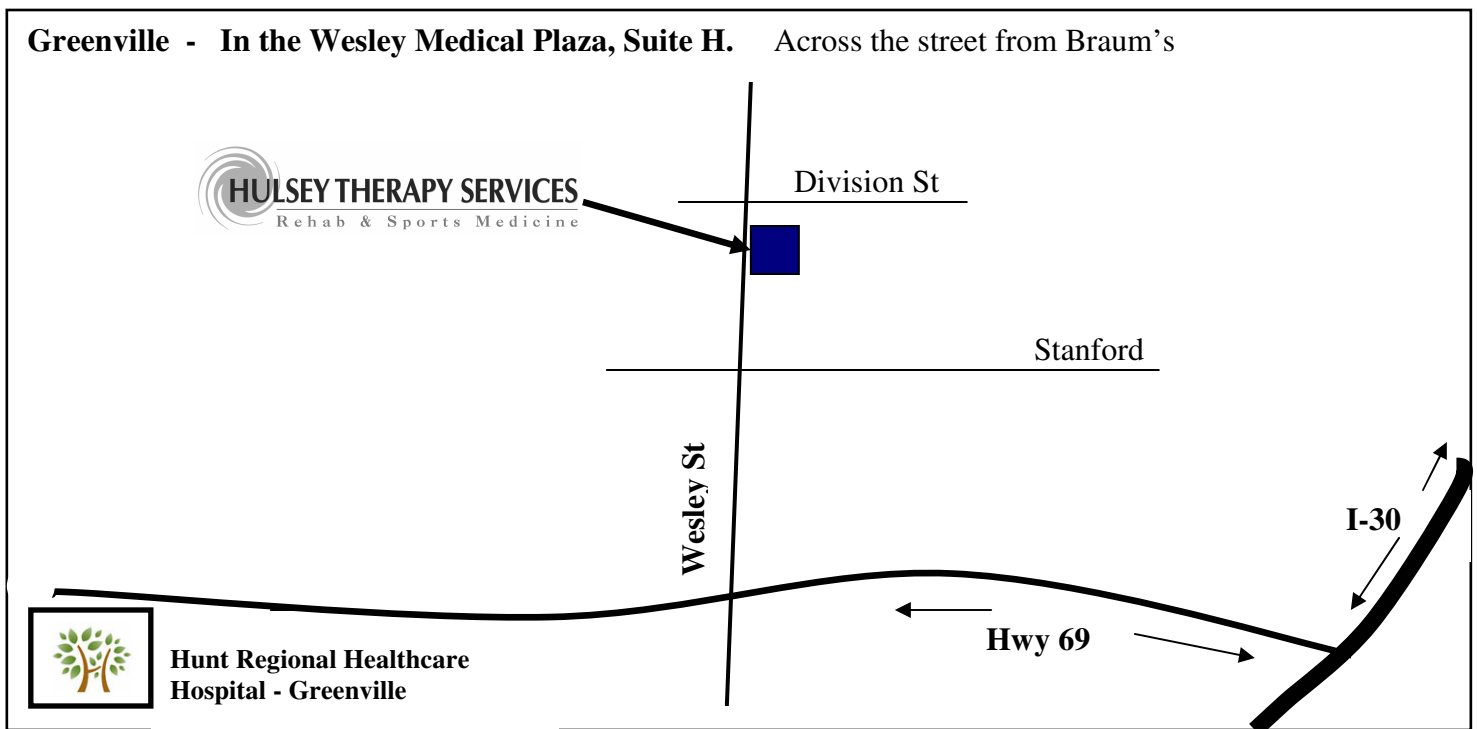 Greenville - In the Wesley Medical Plaza, Suite H. Across the street from Braum's
HULSEY THERAPY SERVICES
Rehab & Sports Medicine
Division St
Stanford
Wesley St
I-30
Hwy 69
Hunt Regional Healthcare
Hospital - Greenville